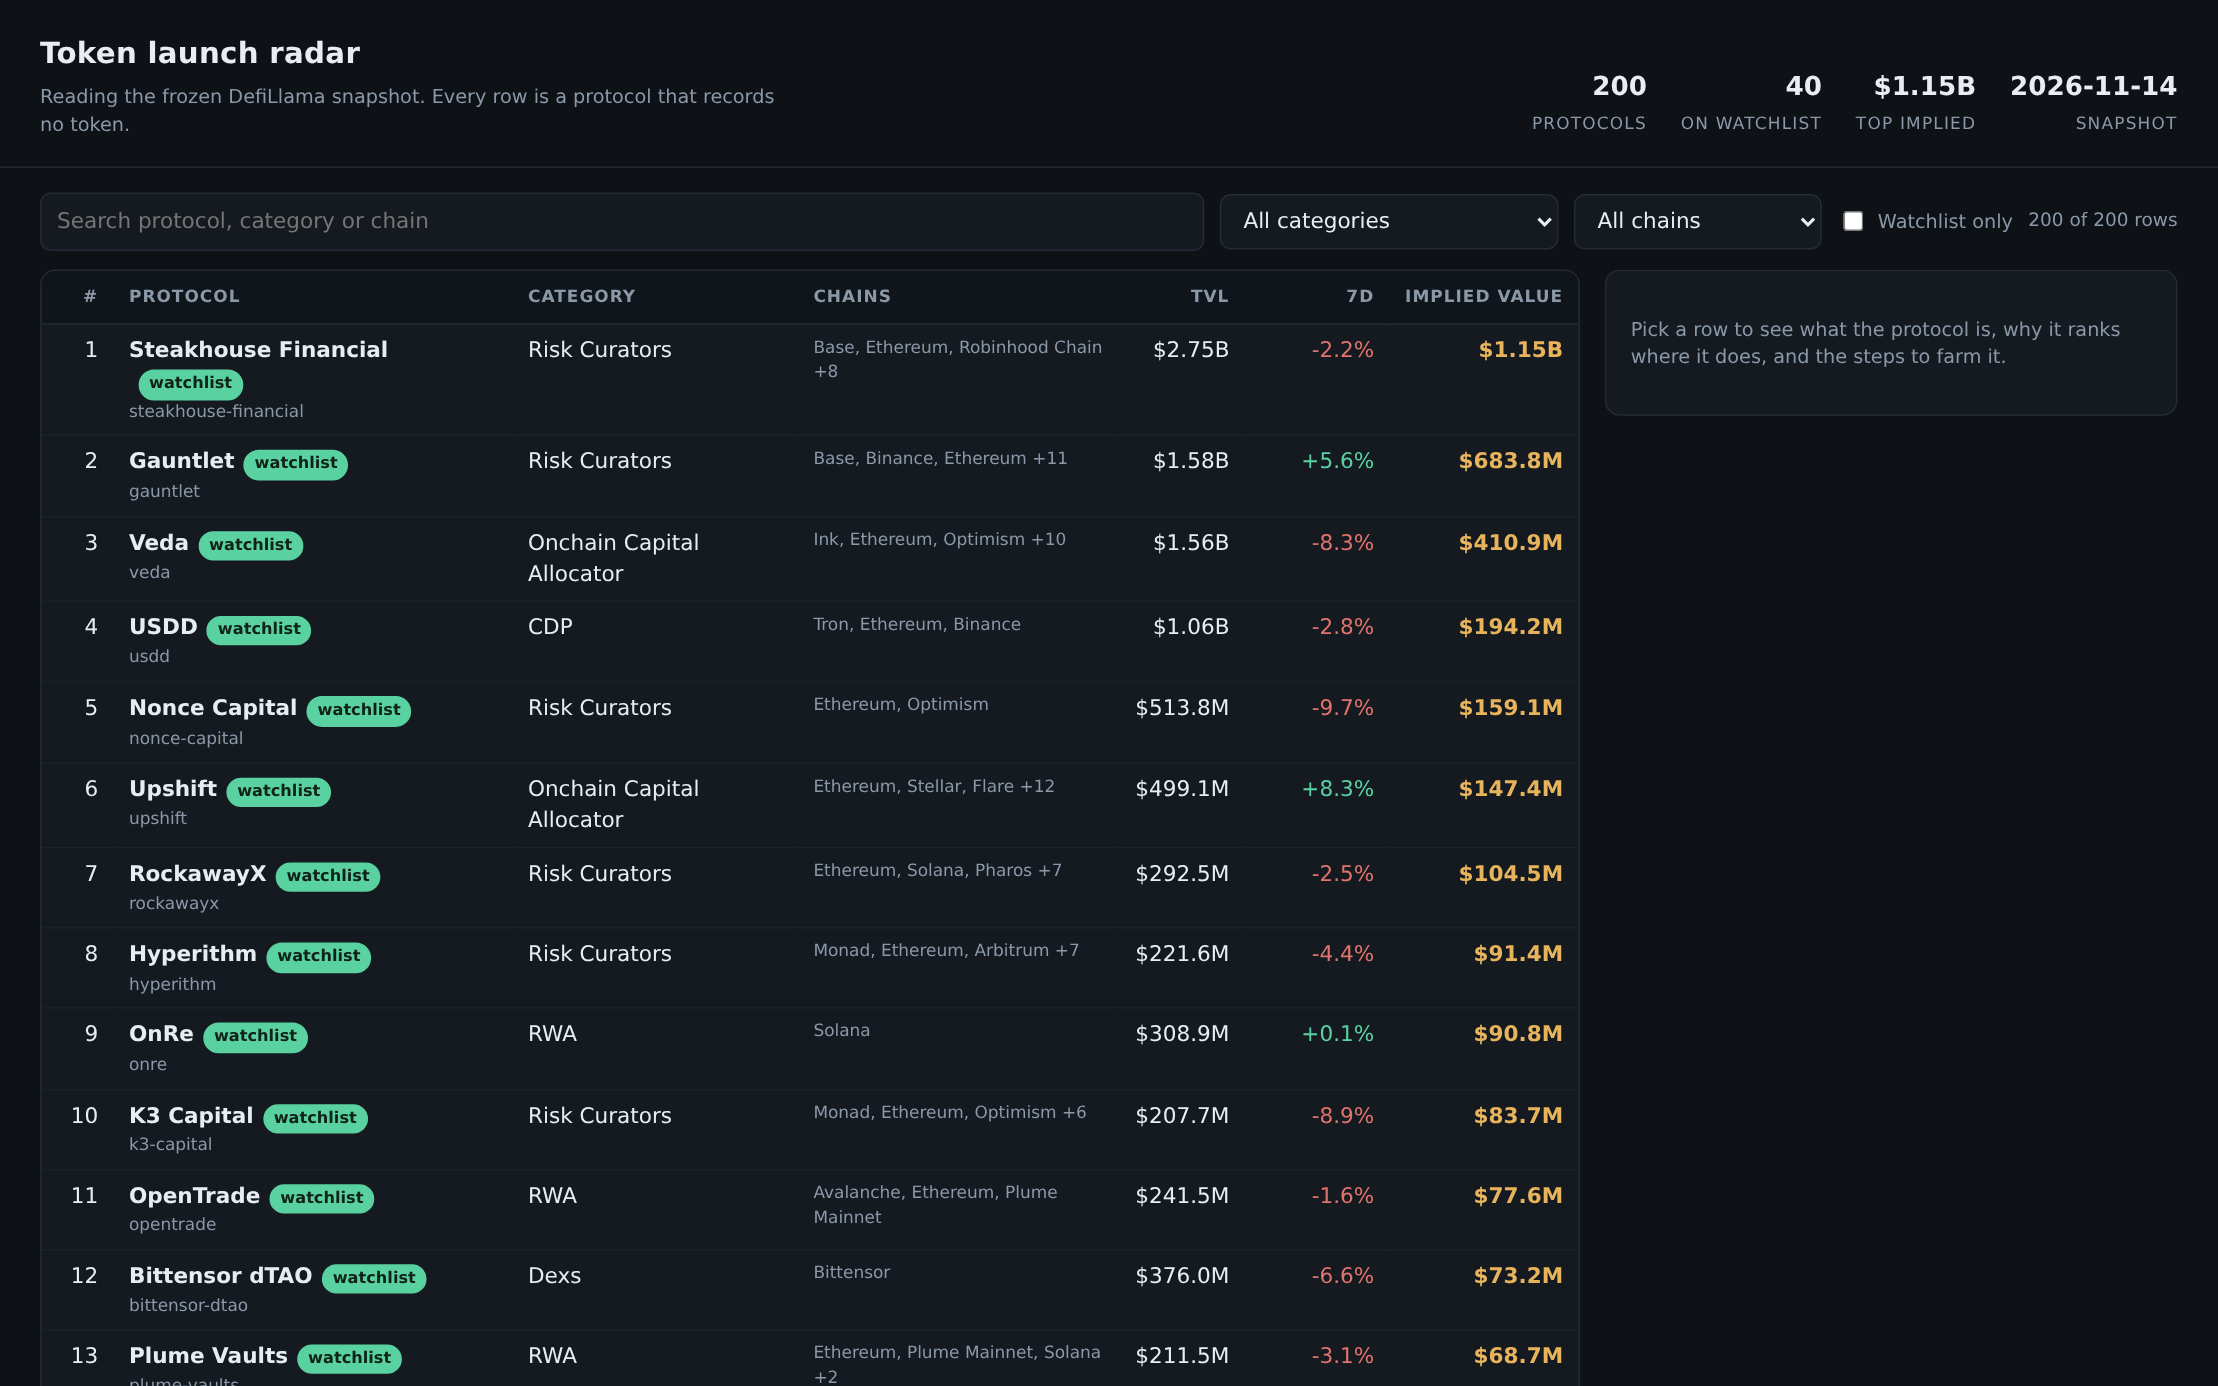 Token launch radar
Reading the frozen DefiLlama snapshot. Every row is a protocol that records
no token.
200
PROTOCOLS
40
ON WATCHLIST
$1.15B
TOP IMPLIED
2026-11-14
SNAPSHOT
Search protocol, category or chain
All categories
All chains
Watchlist only
200 of 200 rows
# PROTOCOL CATEGORY CHAINS TVL 7D IMPLIED VALUE
1 Steakhouse Financial Risk Curators Base, Ethereum, Robinhood Chain $2.75B -2.2% $1.15B
+8
watchlist
steakhouse-financial
2 Gauntlet watchlist Risk Curators Base, Binance, Ethereum +11 $1.58B +5.6% $683.8M
gauntlet
3 Veda watchlist Onchain Capital Ink, Ethereum, Optimism +10 $1.56B -8.3% $410.9M
veda Allocator
4 USDD watchlist CDP Tron, Ethereum, Binance $1.06B -2.8% $194.2M
usdd
5 Nonce Capital watchlist Risk Curators Ethereum, Optimism $513.8M -9.7% $159.1M
nonce-capital
6 Upshift watchlist Onchain Capital Ethereum, Stellar, Flare +12 $499.1M +8.3% $147.4M
upshift Allocator
7 RockawayX watchlist Risk Curators Ethereum, Solana, Pharos +7 $292.5M -2.5% $104.5M
rockawayx
8 Hyperithm watchlist Risk Curators Monad, Ethereum, Arbitrum +7 $221.6M -4.4% $91.4M
hyperithm
9 OnRe watchlist RWA Solana $308.9M +0.1% $90.8M
onre
10 K3 Capital watchlist Risk Curators Monad, Ethereum, Optimism +6 $207.7M -8.9% $83.7M
k3-capital
11 OpenTrade watchlist RWA Avalanche, Ethereum, Plume $241.5M -1.6% $77.6M
opentrade Mainnet
12 Bittensor dTAO watchlist Dexs Bittensor $376.0M -6.6% $73.2M
bittensor-dtao
13 Plume Vaults watchlist RWA Ethereum, Plume Mainnet, Solana $211.5M -3.1% $68.7M
plume-vaults +2
Pick a row to see what the protocol is, why it ranks
where it does, and the steps to farm it.